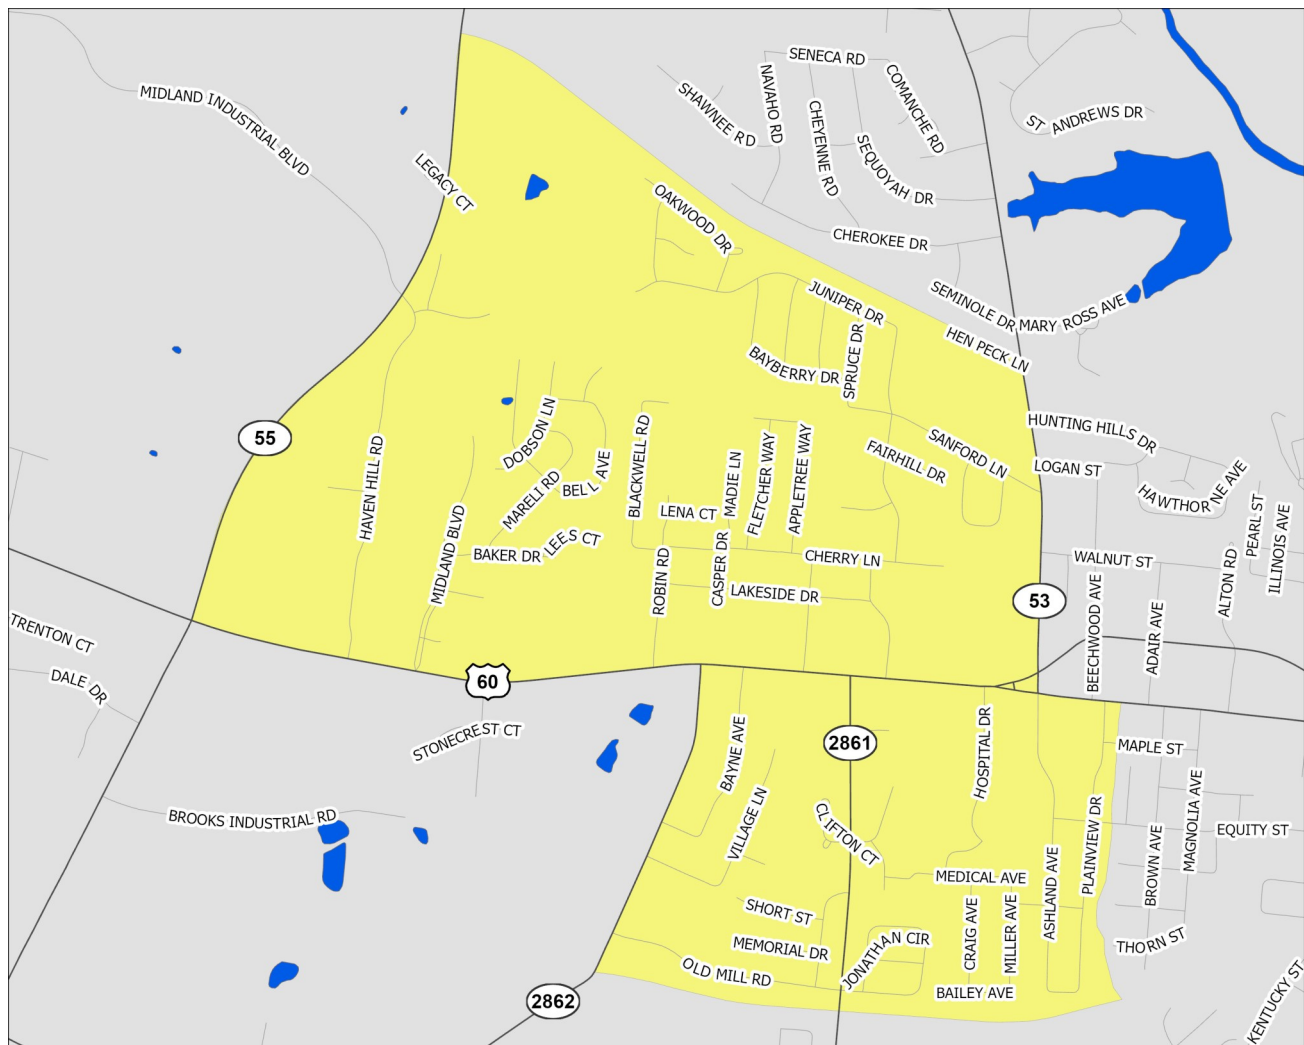 SENECA RD
COMANCHE RD
NAVAHO RD
SHAWNEE RD
CHEYENNE RD
MIDLAND INDUSTRIAL BLVD
ST ANDREWS DR
SEQUOYAH DR
LEGACY CT
OAKWOOD DR
CHEROKEE DR
JUNIPER DR
SEMINOLE DR
MARY ROSS AVE
HEN PECK LN
SPRUCE DR
BAYBERRY DR
55
DOBSON LN
HUNTING HILLS DR
BLACKWELL RD
APPLETREE WAY
FLETCHER WAY
MADIE LN
SANFORD LN
FAIRHILL DR
LOGAN ST
HAVEN HILL RD
BELL AVE
MARELI RD
HAWTHORNE AVE
PEARL ST
ILLINOIS AVE
LENA CT
MIDLAND BLVD
LEES CT
BAKER DR
CHERRY LN
WALNUT ST
ROBIN RD
CASPER DR
LAKESIDE DR
53
ALTON RD
BEECHWOOD AVE
ADAIR AVE
TRENTON CT
DALE DR
60
STONECREST CT
BAYNE AVE
2861
HOSPITAL DR
MAPLE ST
VILLAGE LN
CLIFTON CT
BROOKS INDUSTRIAL RD
PLAINVIEW DR
MAGNOLIA AVE
EQUITY ST
BROWN AVE
ASHLAND AVE
MEDICAL AVE
SHORT ST
CRAIG AVE
MILLER AVE
MEMORIAL DR
JONATHAN CIR
THORN ST
OLD MILL RD
BAILEY AVE
2862
KENTUCKY ST